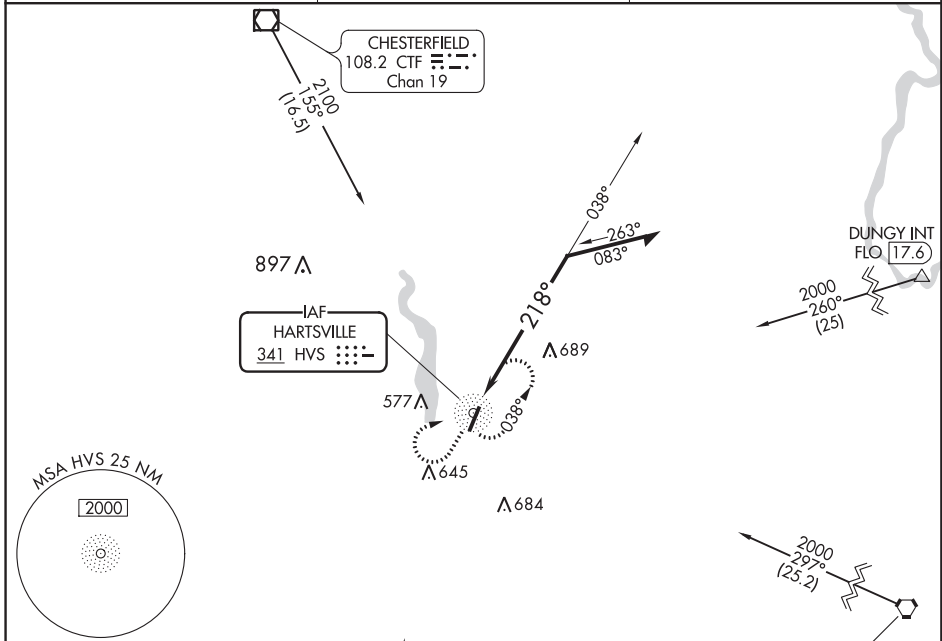 CHESTERFIELD
108.2 CTF
Chan 19
2100
155°
(16.5)
038°
263°
083°
DUNGY INT
FLO 17.6
2000
260°
(25)
897
IAF
HARTSVILLE
341 HVS
218°
689
577
038°
645
684
MSA HVS 25 NM
2000
2000
297°
(25.2)